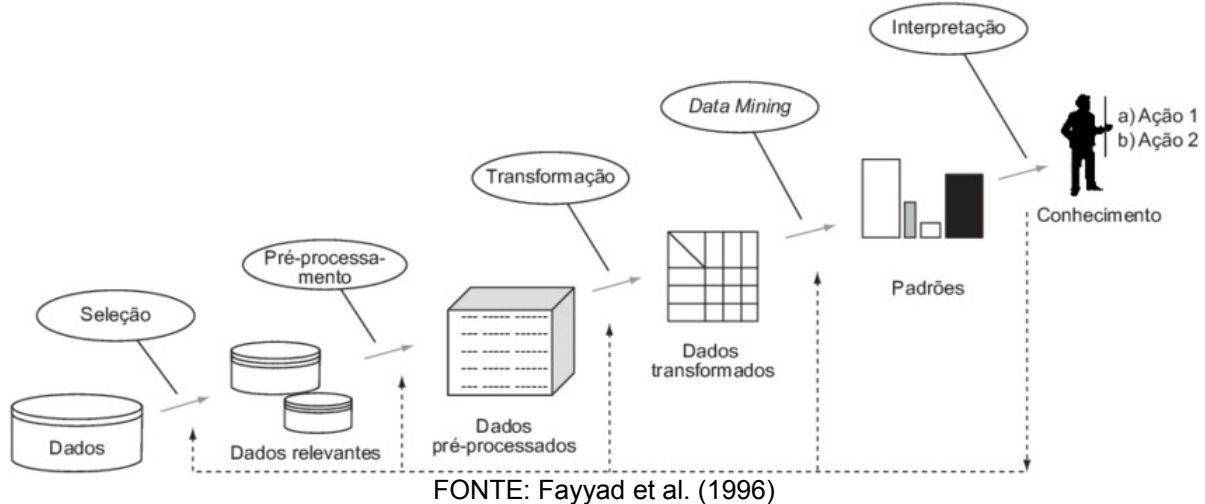 Interpretação
a) Ação 1
b) Ação 2
Conhecimento
Data Mining
Padrões
Transformação
Dados
transformados
Pré-processa-
mento
Dados
pré-processados
Seleção
Dados relevantes
Dados
FONTE: Fayyad et al. (1996)